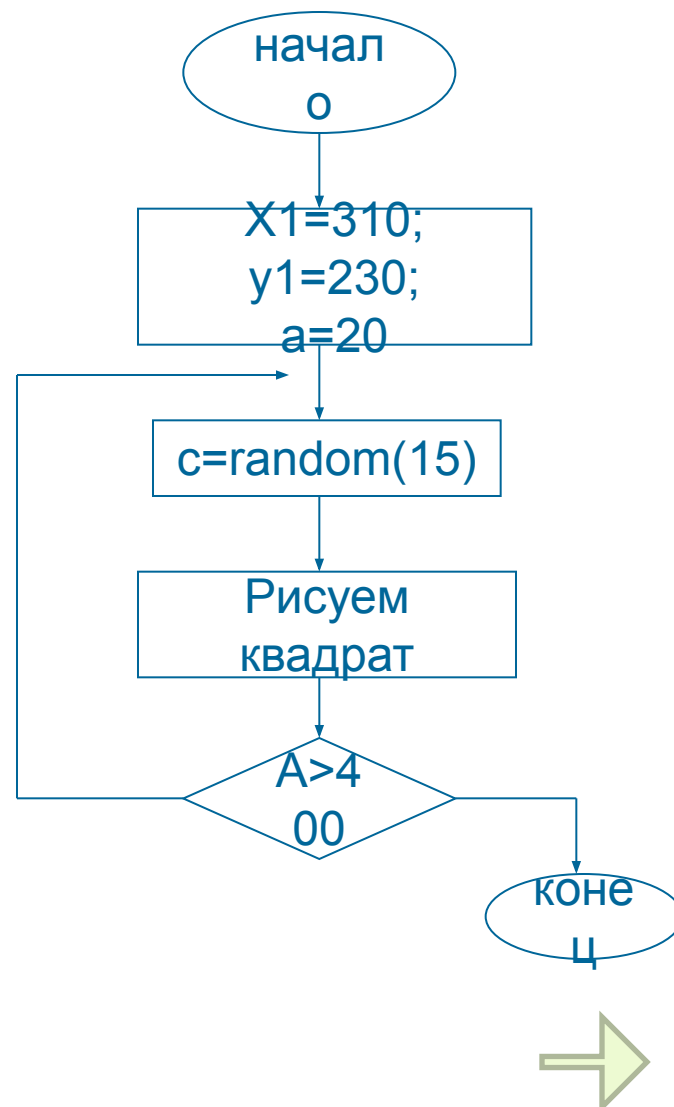 начал
о
X1=310;
y1=230;
a=20
c=random(15)
Рисуем
квадрат
A>4
00
коне
ц